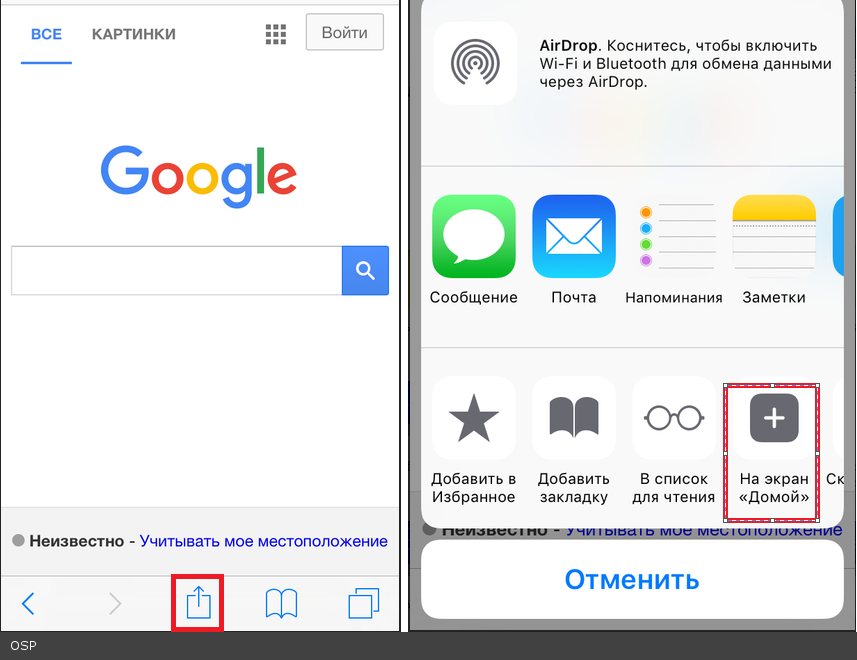 ВСЕ КАРТИНКИ Войти
Google
Неизвестно - Учитывать мое местоположение
AirDrop. Коснитесь, чтобы включить
Wi-Fi и Bluetooth для обмена данными
через AirDrop.
Сообщение Почта Напоминания Заметки
Добавить в
Избранное
Добавить
закладку
В список
для чтения
На экран
«Домой»
Ск
Неизвестно - Учитывать мое местоположение
Отменить
OSP